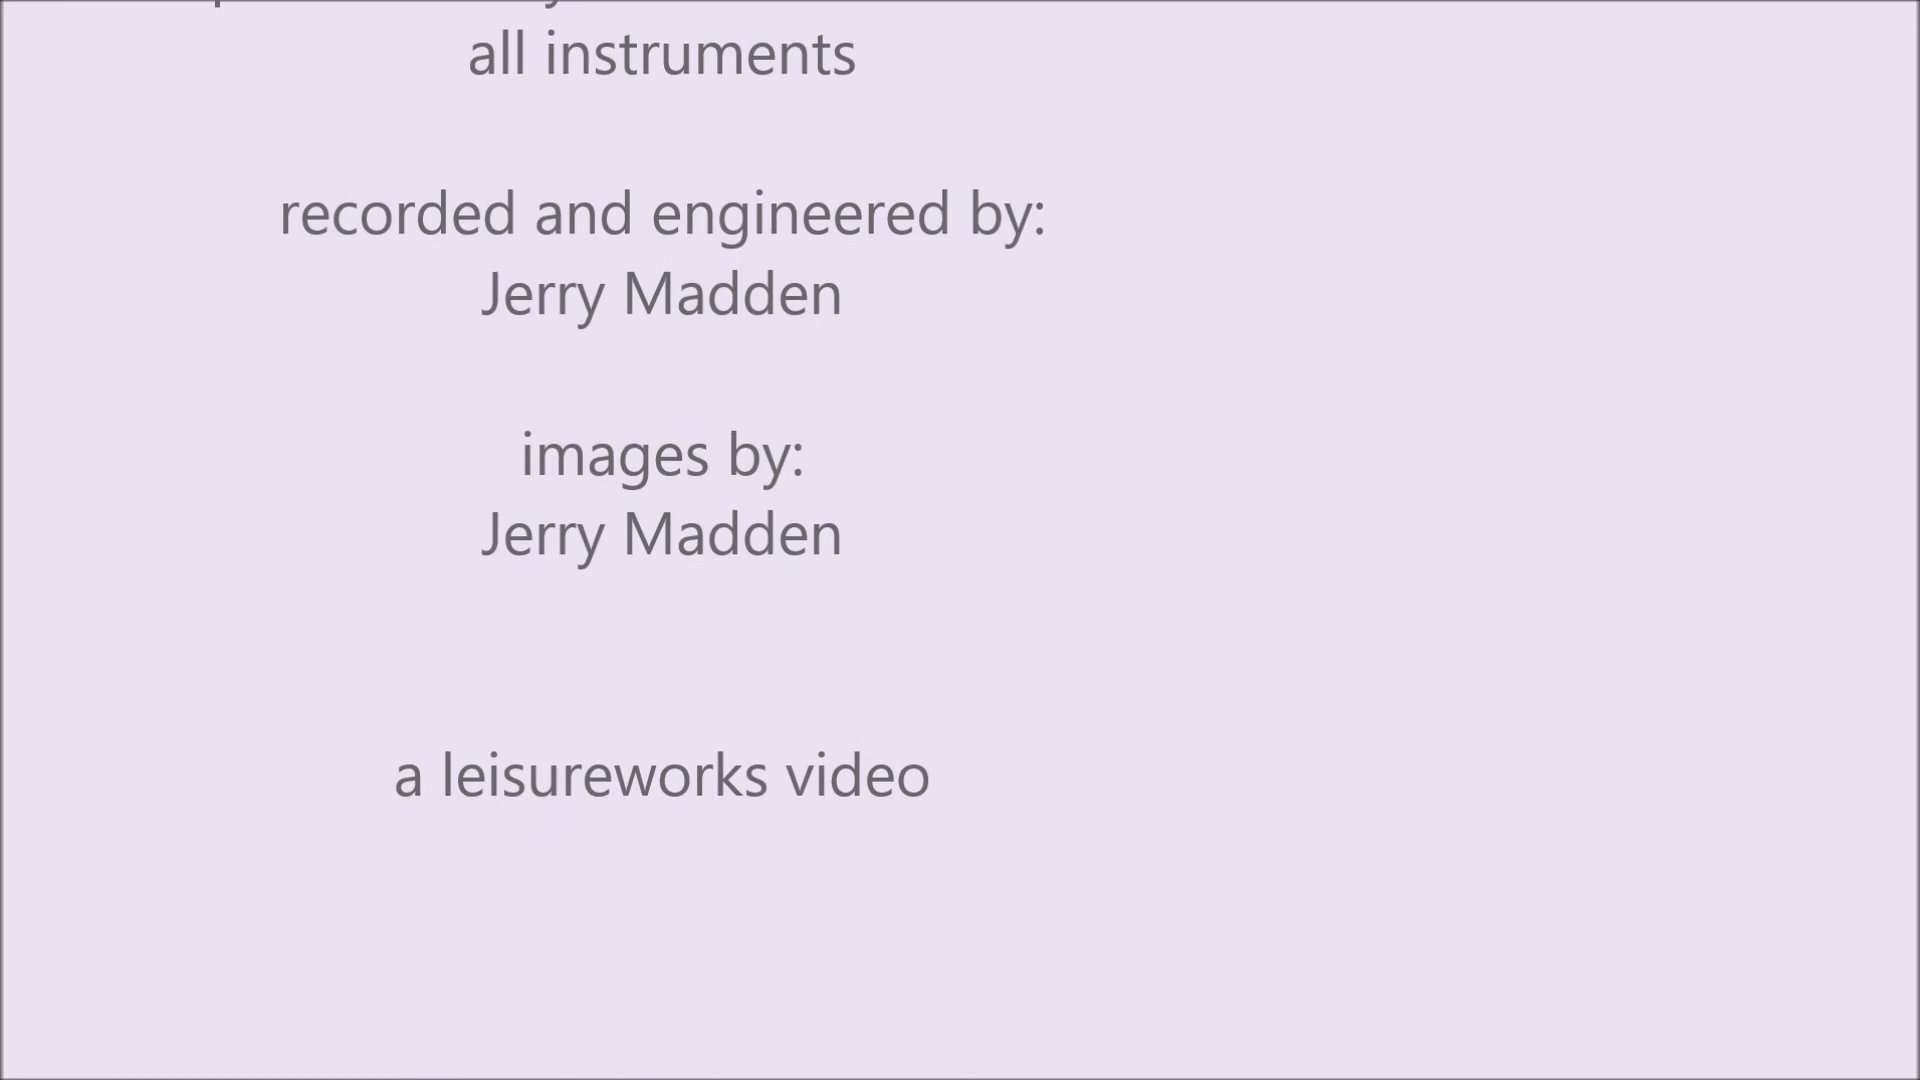 all instruments
recorded and engineered by:
Jerry Madden
images by:
Jerry Madden
a leisureworks video